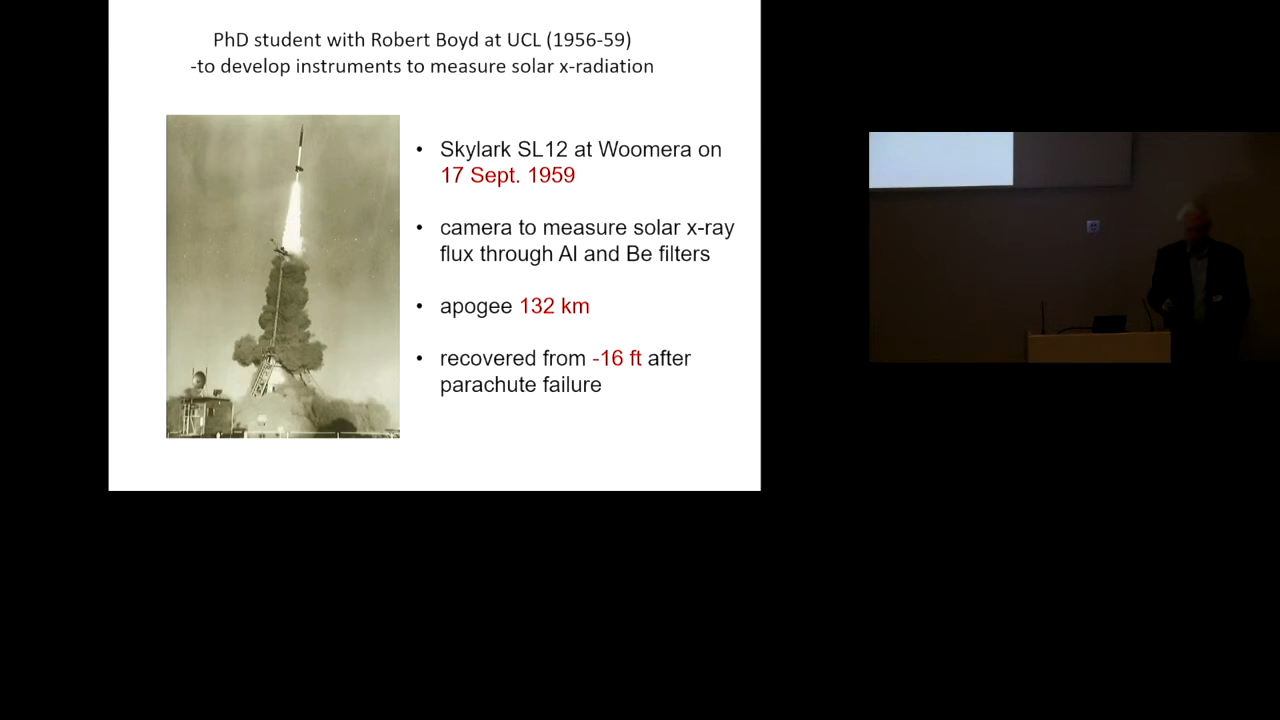 PhD student with Robert Boyd at UCL (1956-59)
-to develop instruments to measure solar x-radiation
• Skylark SL12 at Woomera on
17 Sept. 1959
• camera to measure solar x-ray
flux through Al and Be filters
• apogee 132 km
• recovered from -16 ft after
parachute failure